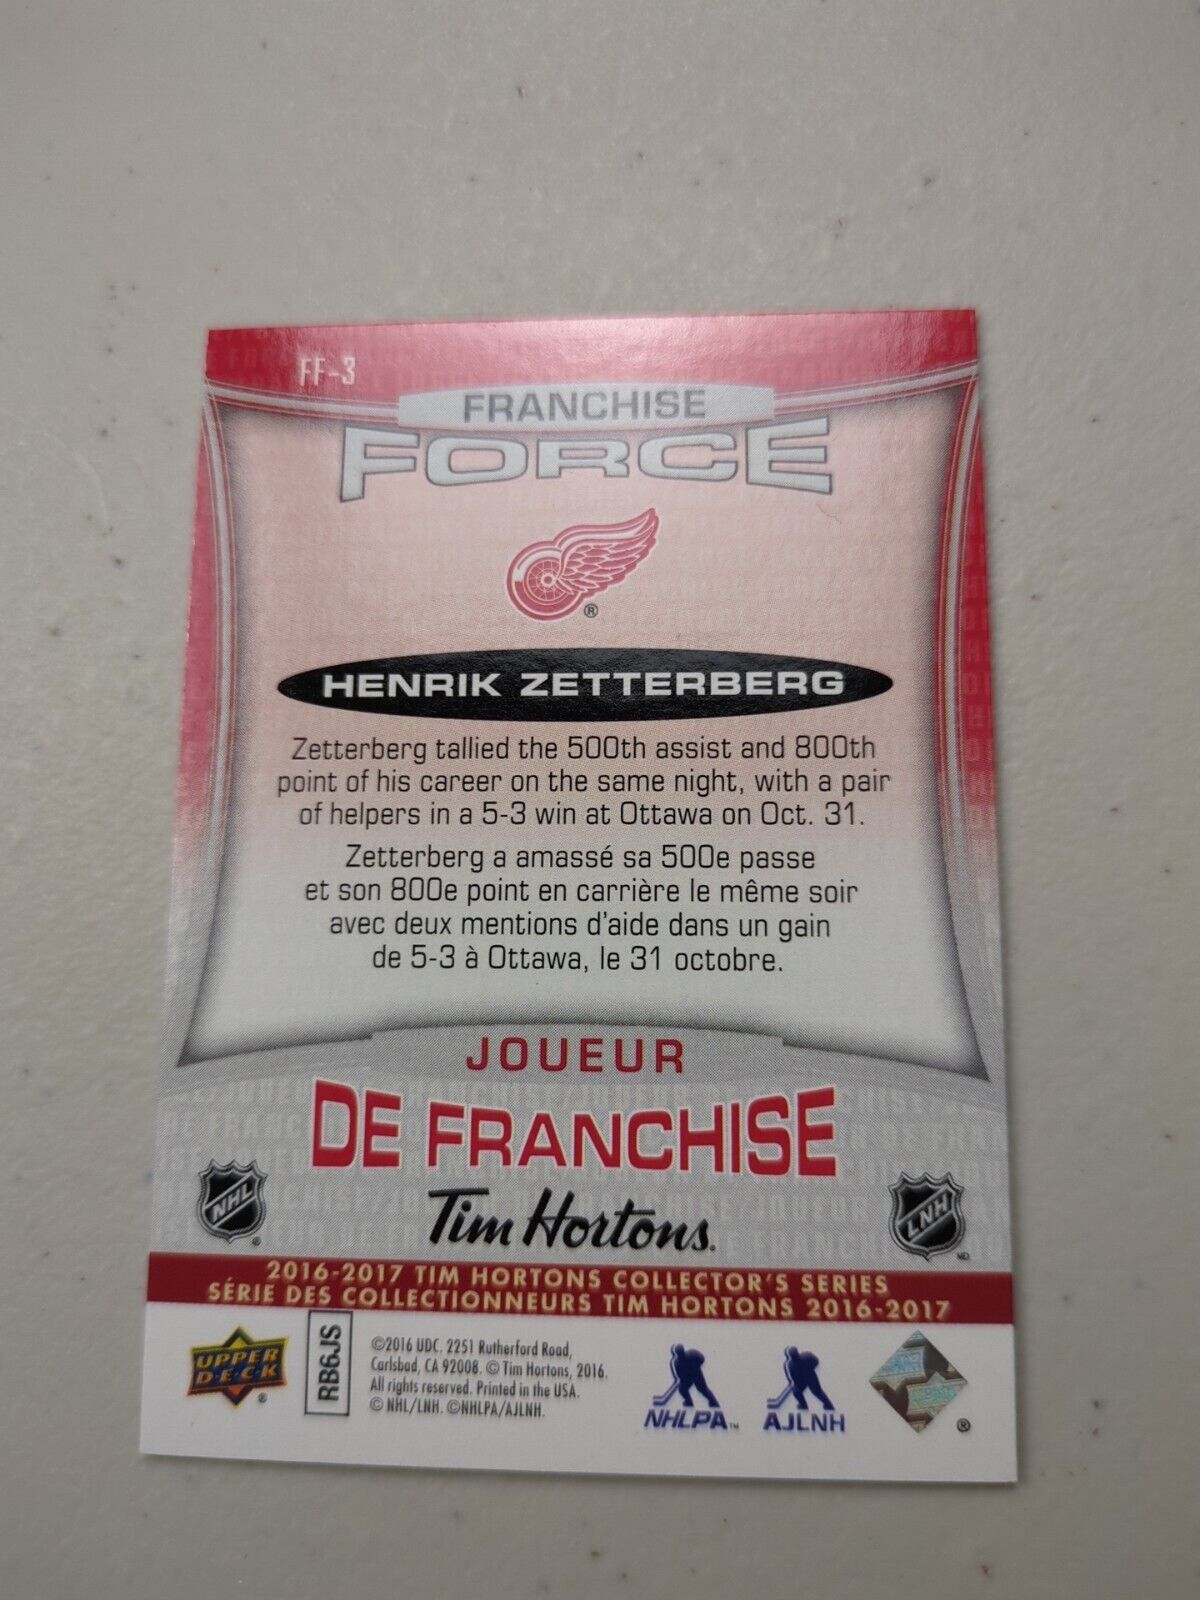 FF-3
FRANCHISE
FORCE
®
HENRIK ZETTERBERG
Zetterberg tallied the 500th assist and 800th
point of his career on the same night, with a pair
of helpers in a 5-3 win at Ottawa on Oct. 31.
Zetterberg a amassé sa 500e passe
et son 800e point en carrière le même soir
avec deux mentions d'aide dans un gain
de 5-3 à Ottawa, le 31 octobre.
JOUEUR
DE FRANCHISE
NHL ®
Tim Hortons.
LNH MD
2016-2017 TIM HORTONS COLLECTOR'S SERIES
SÉRIE DES COLLECTIONNEURS TIM HORTONS 2016-2017
UPPER DECK ®
RB6JS
©2016 UDC. 2251 Rutherford Road,
Carlsbad, CA 92008. © Tim Hortons, 2016.
All rights reserved. Printed in the USA.
© NHL/LNH. ©NHLPA/AJLNH.
NHLPA™
AJLNH
®